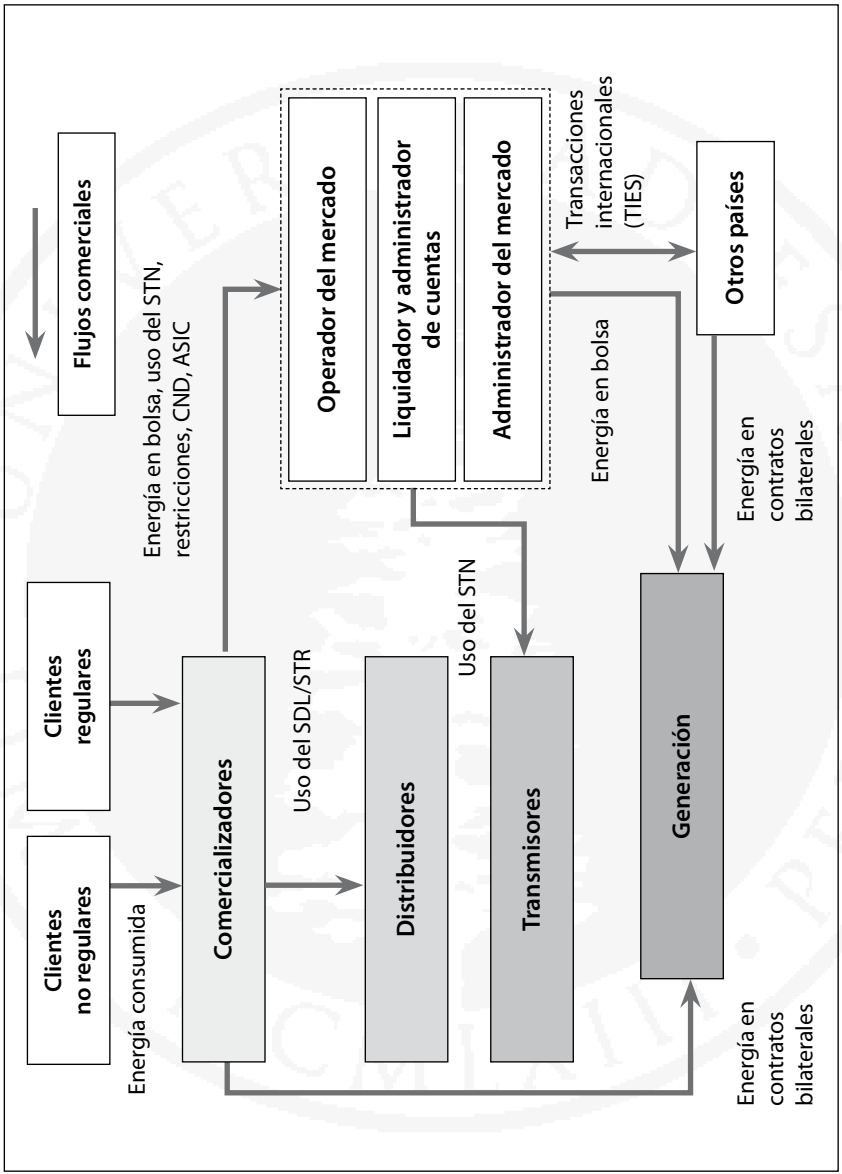 Clientes
no regulares
Clientes
regulares
Flujos comerciales
Energía consumida
Energía en bolsa, uso del STN,
restricciones, CND, ASIC
Comercializadores
Uso del SDL/STR
Distribuidores
Uso del STN
Transmisores
Operador del mercado
Liquidador y administrador
de cuentas
Administrador del mercado
Transacciones
internacionales
(TIES)
Energía en bolsa
Otros países
Generación
Energía en
contratos
bilaterales
Energía en
contratos
bilaterales